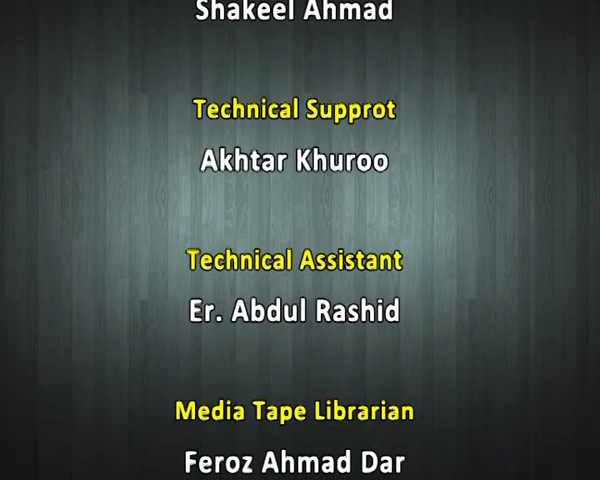 Shakeel Ahmad
Technical Supprot
Akhtar Khuroo
Technical Assistant
Er. Abdul Rashid
Media Tape Librarian
Feroz Ahmad Dar